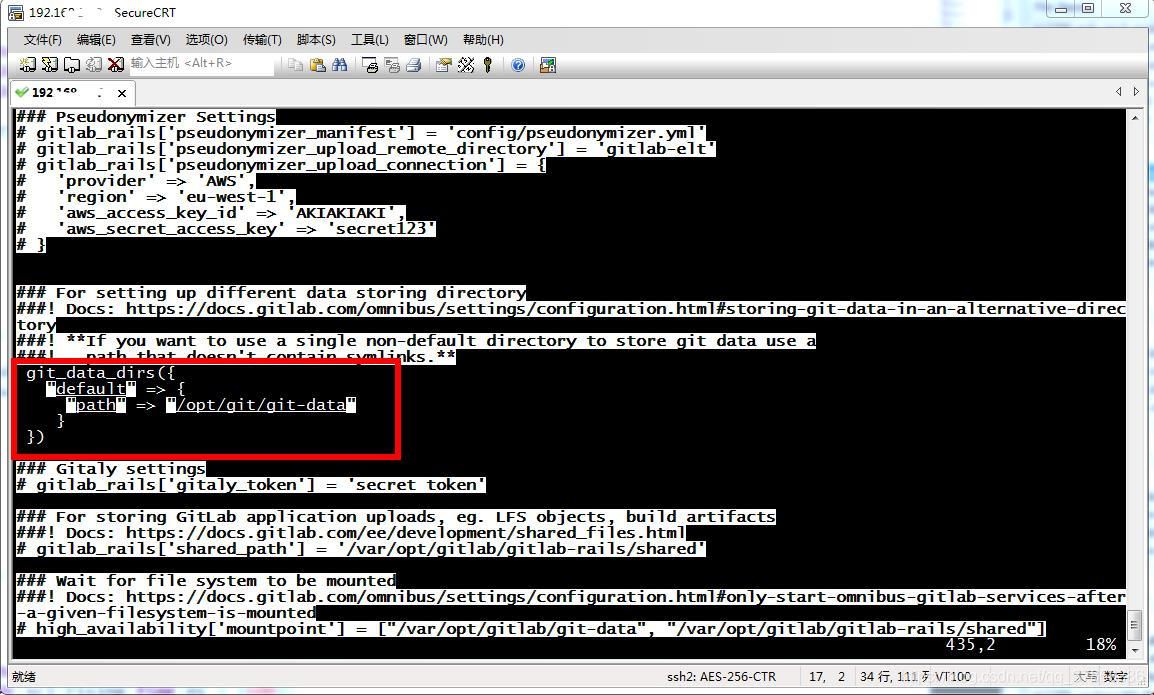 SecureCRT
文件(F) 编辑(E) 查看(V) 选项(O) 传输(T) 脚本(S) 工具(L) 窗口(W) 帮助(H)
输入主机 <Alt+R>
### Pseudonymizer Settings
# gitlab_rails['pseudonymizer_manifest'] = 'config/pseudonymizer.yml'
# gitlab_rails['pseudonymizer_upload_remote_directory'] = 'gitlab-elt'
# gitlab_rails['pseudonymizer_upload_connection'] = {
#   'provider' => 'AWS',
#   'region' => 'eu-west-1',
#   'aws_access_key_id' => 'AKIAKIAKI',
#   'aws_secret_access_key' => 'secret123'
# }
### For setting up different data storing directory
###! Docs: https://docs.gitlab.com/omnibus/settings/configuration.html#storing-git-data-in-an-alternative-direc
tory
###! **If you want to use a single non-default directory to store git data use a
###!   path that doesn't contain symlinks.**
git_data_dirs({
"default" => {
"path" => "/opt/git/git-data"
}
})
### Gitaly settings
# gitlab_rails['gitaly_token'] = 'secret token'
### For storing GitLab application uploads, eg. LFS objects, build artifacts
###! Docs: https://docs.gitlab.com/ee/development/shared_files.html
# gitlab_rails['shared_path'] = '/var/opt/gitlab/gitlab-rails/shared'
### Wait for file system to be mounted
###! Docs: https://docs.gitlab.com/omnibus/settings/configuration.html#only-start-omnibus-gitlab-services-after
-a-given-filesystem-is-mounted
# high_availability['mountpoint'] = ["/var/opt/gitlab/git-data", "/var/opt/gitlab/gitlab-rails/shared"]
435,2 18%
就绪 ssh2: AES-256-CTR 17, 2 34 行, 111 列 VT100 大写 数字